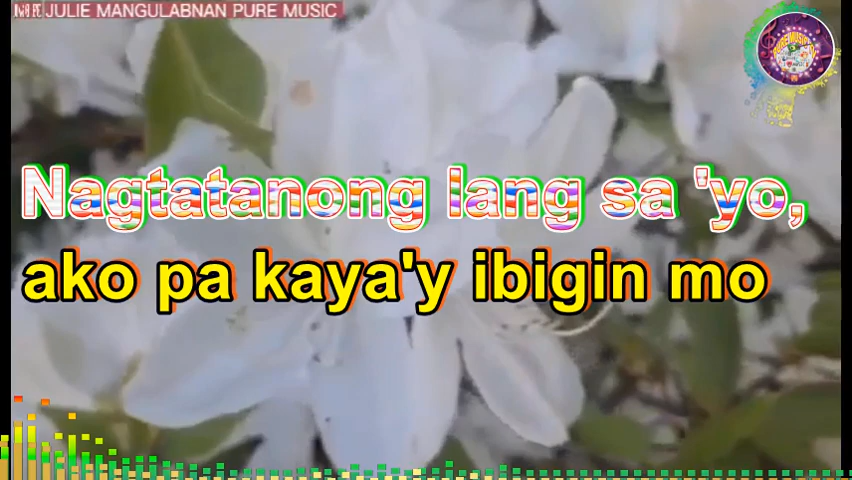 JULIE MANGULABNAN PURE MUSIC
Nagtatanong lang sa 'yo,
ako pa kaya'y ibigin mo